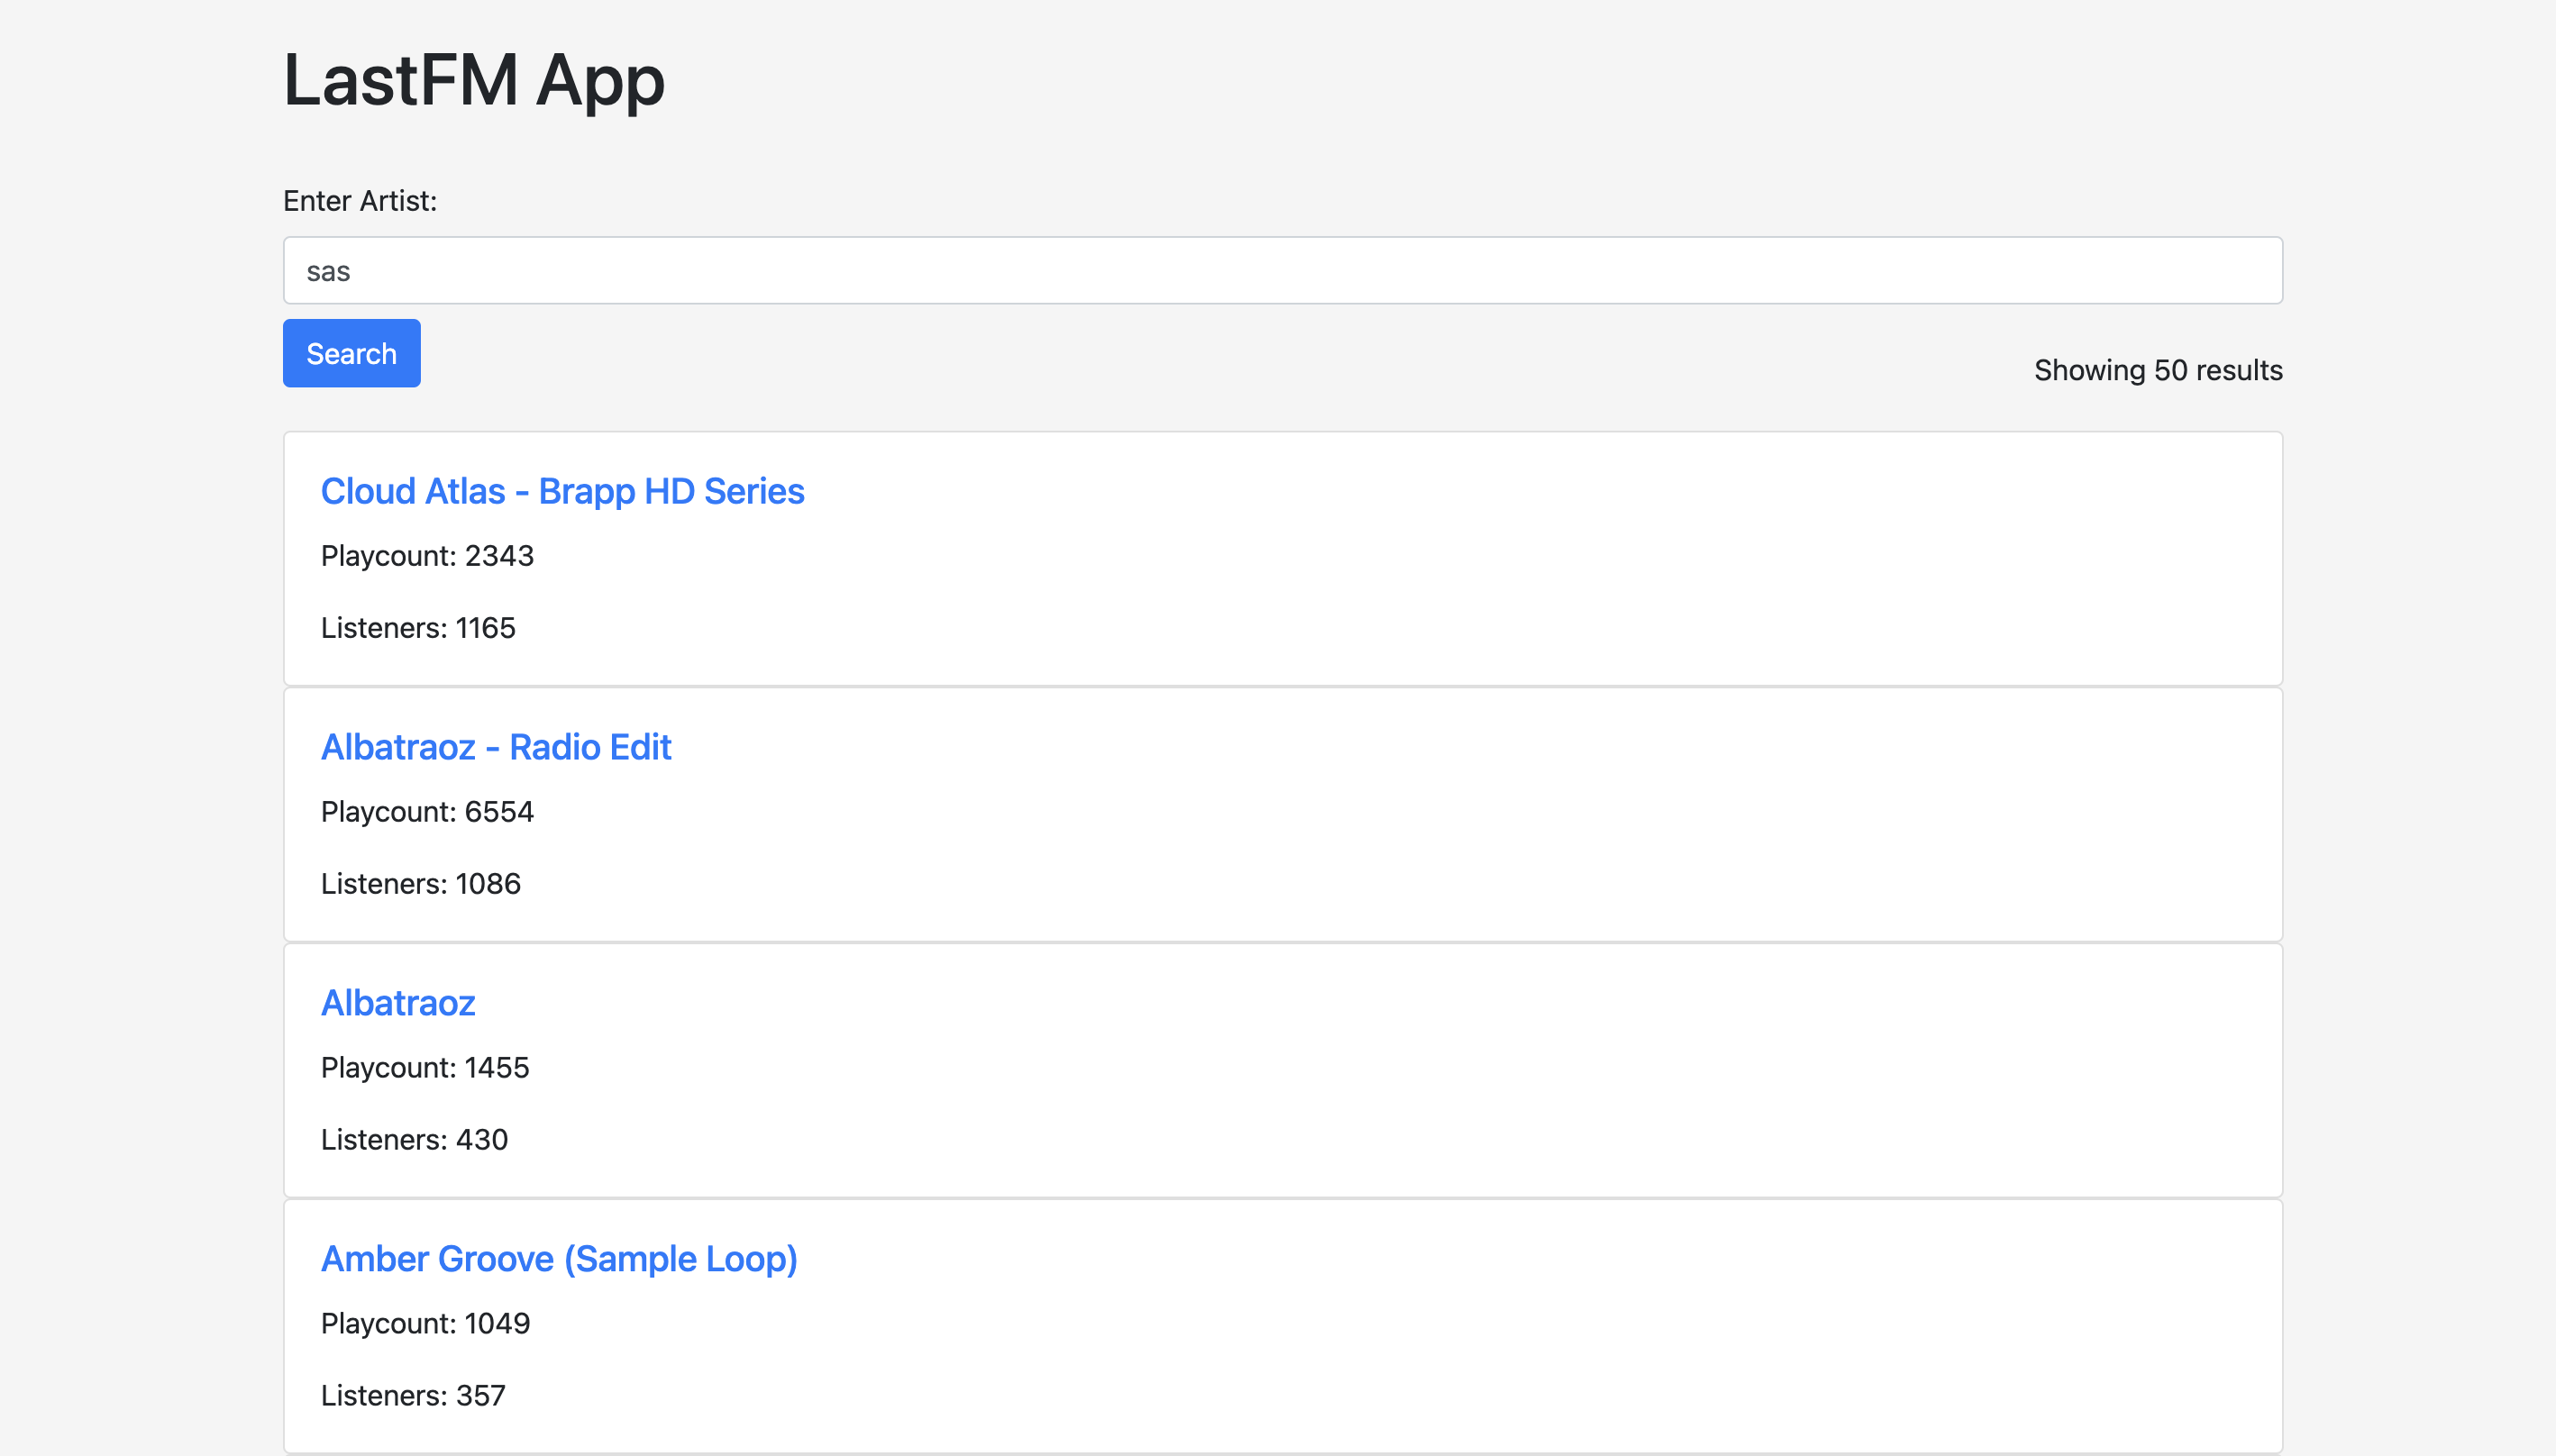 LastFM App
Enter Artist:
sas
Search
Showing 50 results
Cloud Atlas - Brapp HD Series
Playcount: 2343
Listeners: 1165
Albatraoz - Radio Edit
Playcount: 6554
Listeners: 1086
Albatraoz
Playcount: 1455
Listeners: 430
Amber Groove (Sample Loop)
Playcount: 1049
Listeners: 357